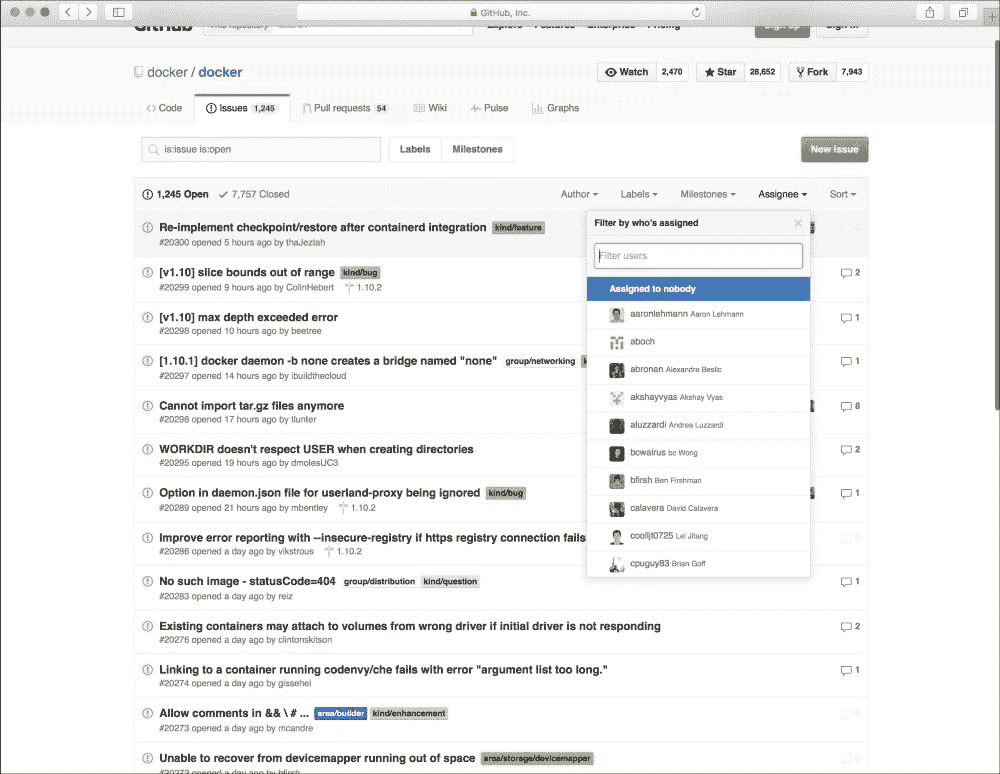 GitHub, Inc.
GitHub
docker / docker
Watch 2,470
Star 28,652
Fork 7,943
Code
Issues 1,245
Pull requests 54
Wiki
Pulse
Graphs
is:issue is:open
Labels
Milestones
New issue
1,245 Open
7,757 Closed
Author
Labels
Milestones
Assignee
Sort
Re-implement checkpoint/restore after containerd integration kind/feature
#20300 opened 5 hours ago by thaJeztah
[v1.10] slice bounds out of range kind/bug
2
#20299 opened 9 hours ago by ColinHebert 1.10.2
[v1.10] max depth exceeded error
1
#20298 opened 10 hours ago by beetree
[1.10.1] docker daemon -b none creates a bridge named "none" group/networking
1
#20297 opened 14 hours ago by ibuildthecloud
Cannot import tar.gz files anymore
8
#20296 opened 17 hours ago by tlunter
WORKDIR doesn't respect USER when creating directories
2
#20295 opened 19 hours ago by dmolesUC3
Option in daemon.json file for userland-proxy being ignored kind/bug
1
#20289 opened 21 hours ago by mbentley 1.10.2
Improve error reporting with --insecure-registry if https registry connection fails
0
#20286 opened a day ago by vikstrous 1.10.2
No such image - statusCode=404 group/distribution kind/question
1
#20283 opened a day ago by reiz
Existing containers may attach to volumes from wrong driver if initial driver is not responding
2
#20276 opened a day ago by clintonskitson
Linking to a container running codenvy/che fails with error "argument list too long."
1
#20274 opened a day ago by gissehel
Allow comments in && \ # ... area/builder kind/enhancement
0
#20273 opened a day ago by mcandre
Unable to recover from devicemapper running out of space area/storage/devicemapper
0
Filter by who's assigned
Filter users
Assigned to nobody
aaronlehmann Aaron Lehmann
aboch
abronan Alexandre Beslic
akshayvyas Akshay Vyas
aluzzardi Andrea Luzzardi
bcwalrus bc Wong
bfirsh Ben Firshman
calavera David Calavera
coolljt0725 Lei Jitang
cpuguy83 Brian Goff